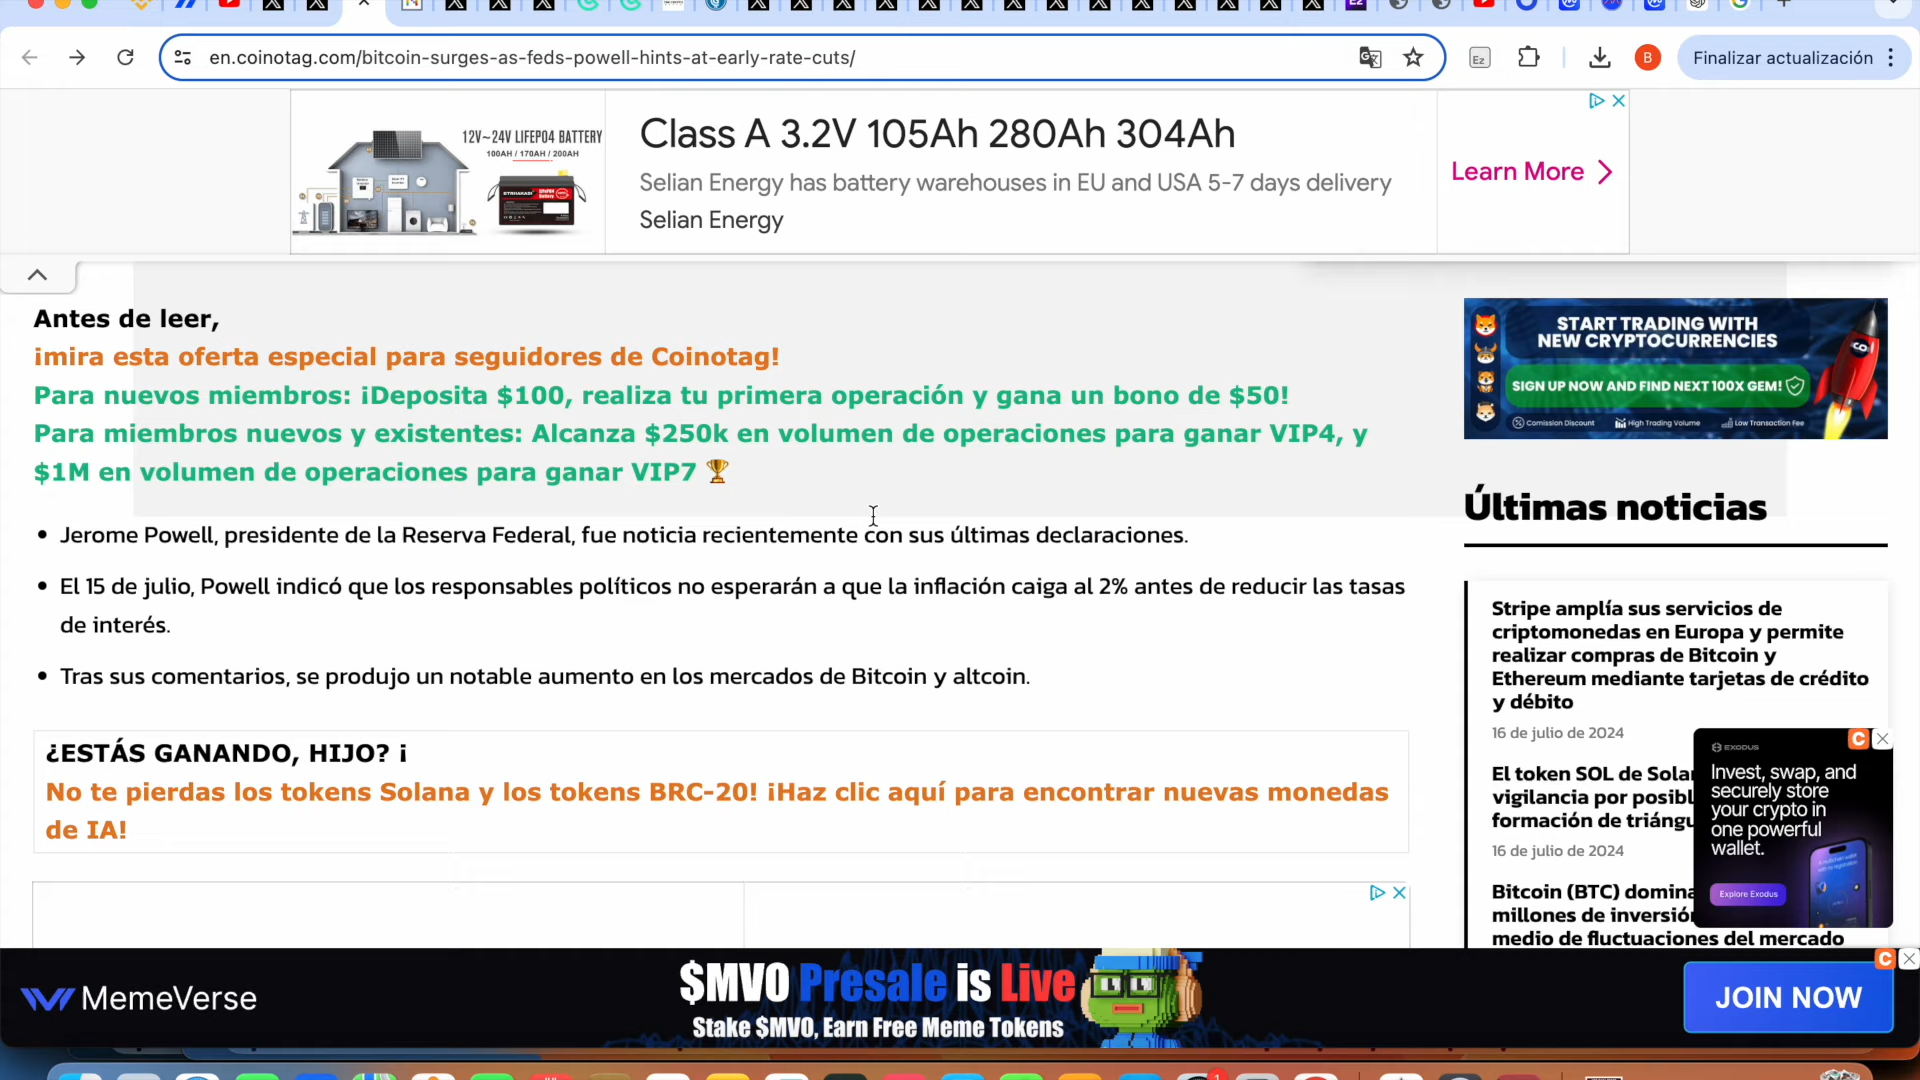 en.coinotag.com/bitcoin-surges-as-feds-powell-hints-at-early-rate-cuts/
B
Finalizar actualización
12V~24V LIFEPO4 BATTERY
100AH / 170AH / 200AH
Class A 3.2V 105Ah 280Ah 304Ah
Selian Energy has battery warehouses in EU and USA 5-7 days delivery
Selian Energy
Learn More
Antes de leer,
¡mira esta oferta especial para seguidores de Coinotag!
Para nuevos miembros: ¡Deposita $100, realiza tu primera operación y gana un bono de $50!
Para miembros nuevos y existentes: Alcanza $250k en volumen de operaciones para ganar VIP4, y
$1M en volumen de operaciones para ganar VIP7
Jerome Powell, presidente de la Reserva Federal, fue noticia recientemente con sus últimas declaraciones.
El 15 de julio, Powell indicó que los responsables políticos no esperarán a que la inflación caiga al 2% antes de reducir las tasas
de interés.
Tras sus comentarios, se produjo un notable aumento en los mercados de Bitcoin y altcoin.
¿ESTÁS GANANDO, HIJO? ¡
No te pierdas los tokens Solana y los tokens BRC-20! ¡Haz clic aquí para encontrar nuevas monedas
de IA!
START TRADING WITH
NEW CRYPTOCURRENCIES
SIGN UP NOW AND FIND NEXT 100X GEM!
Comission Discount High Trading Volume Low Transaction Fee
Últimas noticias
Stripe amplía sus servicios de
criptomonedas en Europa y permite
realizar compras de Bitcoin y
Ethereum mediante tarjetas de crédito
y débito
16 de julio de 2024
El token SOL de Sola
vigilancia por posibl
formación de triángu
16 de julio de 2024
Bitcoin (BTC) domina
millones de inversión
medio de fluctuaciones del mercado
EXODUS
Invest, swap, and
securely store
your crypto in
one powerful
wallet.
Explore Exodus
MemeVerse
$MVO Presale is Live
Stake $MVO, Earn Free Meme Tokens
JOIN NOW